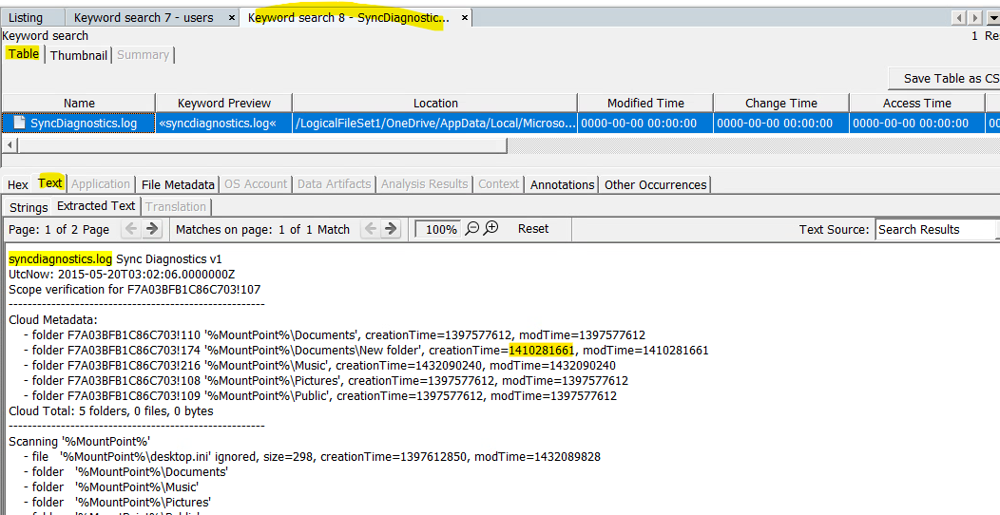 Listing Keyword search 7 - users × Keyword search 8 - SyncDiagnostic... ×
Keyword search 1 Res
Table Thumbnail Summary
Save Table as CS
Name Keyword Preview Location Modified Time Change Time Access Time
SyncDiagnostics.log «syncdiagnostics.log« /LogicalFileSet1/OneDrive/AppData/Local/Microso... 0000-00-00 00:00:00 0000-00-00 00:00:00 0000-00-00 00:00:00 00
Hex Text Application File Metadata OS Account Data Artifacts Analysis Results Context Annotations Other Occurrences
Strings Extracted Text Translation
Page: 1 of 2 Page Matches on page: 1 of 1 Match 100% Reset Text Source: Search Results
syncdiagnostics.log Sync Diagnostics v1
UtcNow: 2015-05-20T03:02:06.0000000Z
Scope verification for F7A03BFB1C86C703!107
------------------------------------------------------
Cloud Metadata:
- folder F7A03BFB1C86C703!110 '%MountPoint%\Documents', creationTime=1397577612, modTime=1397577612
- folder F7A03BFB1C86C703!174 '%MountPoint%\Documents\New folder', creationTime=1410281661, modTime=1410281661
- folder F7A03BFB1C86C703!216 '%MountPoint%\Music', creationTime=1432090240, modTime=1432090240
- folder F7A03BFB1C86C703!108 '%MountPoint%\Pictures', creationTime=1397577612, modTime=1397577612
- folder F7A03BFB1C86C703!109 '%MountPoint%\Public', creationTime=1397577612, modTime=1397577612
Cloud Total: 5 folders, 0 files, 0 bytes
------------------------------------------------------
Scanning '%MountPoint%'
- file '%MountPoint%\desktop.ini' ignored, size=298, creationTime=1397612850, modTime=1432089828
- folder '%MountPoint%\Documents'
- folder '%MountPoint%\Music'
- folder '%MountPoint%\Pictures'